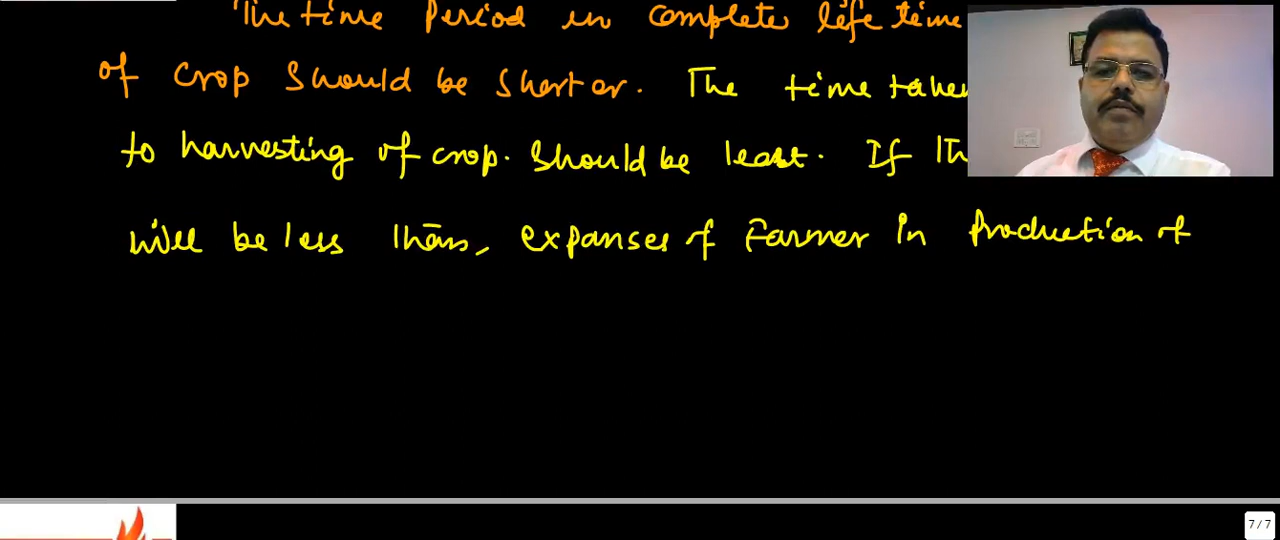 The time Period in complete life time
of crop Should be Shorter. The time taken
to harvesting of crop. Should be least. If
will be less than, expanses of Farmer in Production of
7/7